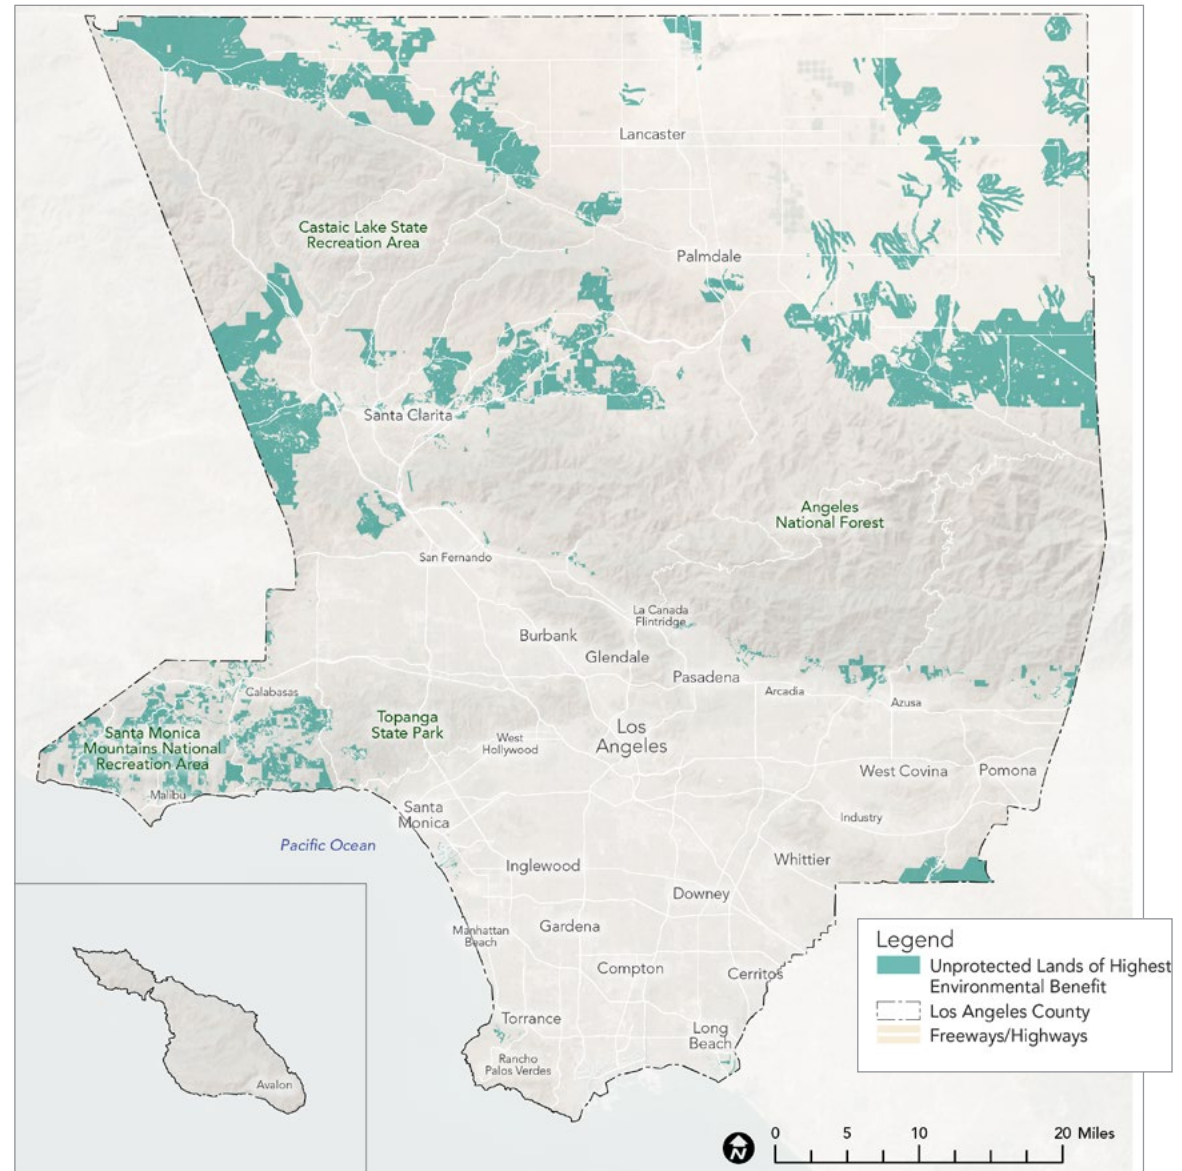 Lancaster
Castaic Lake State
Recreation Area
Palmdale
Santa Clarita
Angeles
National Forest
San Fernando
La Canada
Flintridge
Burbank
Glendale
Pasadena
Calabasas
Arcadia
Azusa
Topanga
State Park
Santa Monica
Mountains National
Recreation Area
West
Hollywood
Los
Angeles
West Covina
Pomona
Malibu
Santa
Monica
Industry
Pacific Ocean
Inglewood
Whittier
Downey
Manhattan
Beach
Gardena
Compton
Cerritos
Torrance
Long
Beach
Rancho
Palos Verdes
Avalon
Legend
Unprotected Lands of Highest
Environmental Benefit
Los Angeles County
Freeways/Highways
N
0 5 10 20 Miles